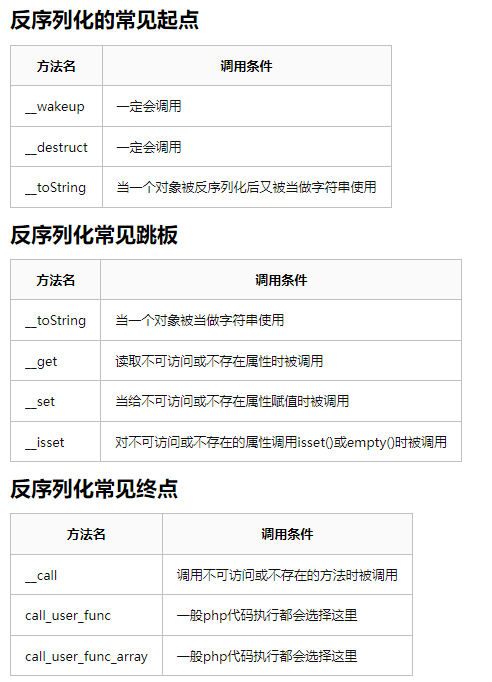 反序列化的常见起点
方法名 调用条件
__wakeup 一定会调用
__destruct 一定会调用
__toString 当一个对象被反序列化后又被当做字符串使用
反序列化常见跳板
方法名 调用条件
__toString 当一个对象被当做字符串使用
__get 读取不可访问或不存在属性时被调用
__set 当给不可访问或不存在属性赋值时被调用
__isset 对不可访问或不存在的属性调用isset()或empty()时被调用
反序列化常见终点
方法名 调用条件
__call 调用不可访问或不存在的方法时被调用
call_user_func 一般php代码执行都会选择这里
call_user_func_array 一般php代码执行都会选择这里